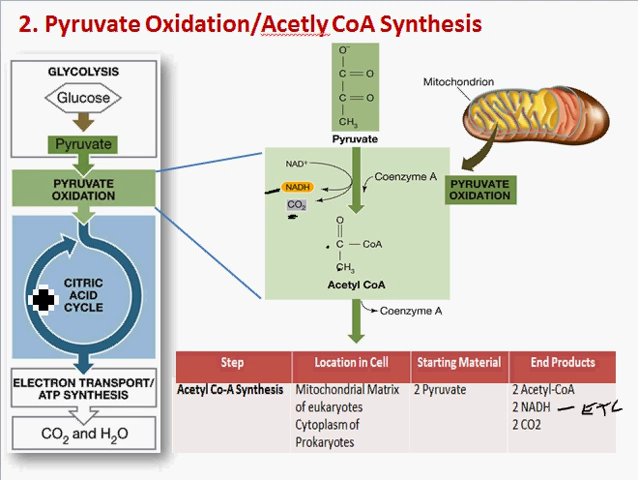 2. Pyruvate Oxidation/Acetly CoA Synthesis
GLYCOLYSIS
Glucose
Pyruvate
PYRUVATE
OXIDATION
CITRIC
ACID
CYCLE
ELECTRON TRANSPORT/
ATP SYNTHESIS
CO2 and H2O
O-
C=O
C=O
CH3
Pyruvate
NAD+
NADH
CO2
Coenzyme A
O
C — CoA
CH3
Acetyl CoA
Coenzyme A
Mitochondrion
PYRUVATE
OXIDATION
Step Location in Cell Starting Material End Products
Acetyl Co-A Synthesis Mitochondrial Matrix 2 Pyruvate 2 Acetyl-CoA
of eukaryotes 2 NADH — ETC
Cytoplasm of 2 CO2
Prokaryotes